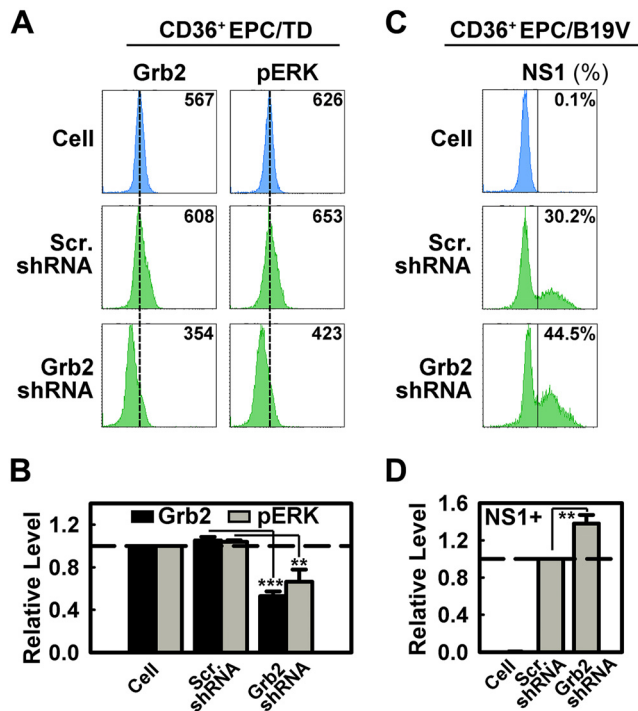 A
CD36+ EPC/TD
Grb2 pERK
Cell
567
626
Scr.
shRNA
608
653
Grb2
shRNA
354
423
C
CD36+ EPC/B19V
NS1 (%)
Cell
0.1%
Scr.
shRNA
30.2%
Grb2
shRNA
44.5%
B
Relative Level
1.2
0.8
0.4
0.0
Grb2 pERK
***
**
Cell
Scr.
shRNA
Grb2
shRNA
D
Relative Level
1.6
1.2
0.8
0.4
0.0
NS1+
**
Cell
Scr.
shRNA
Grb2
shRNA